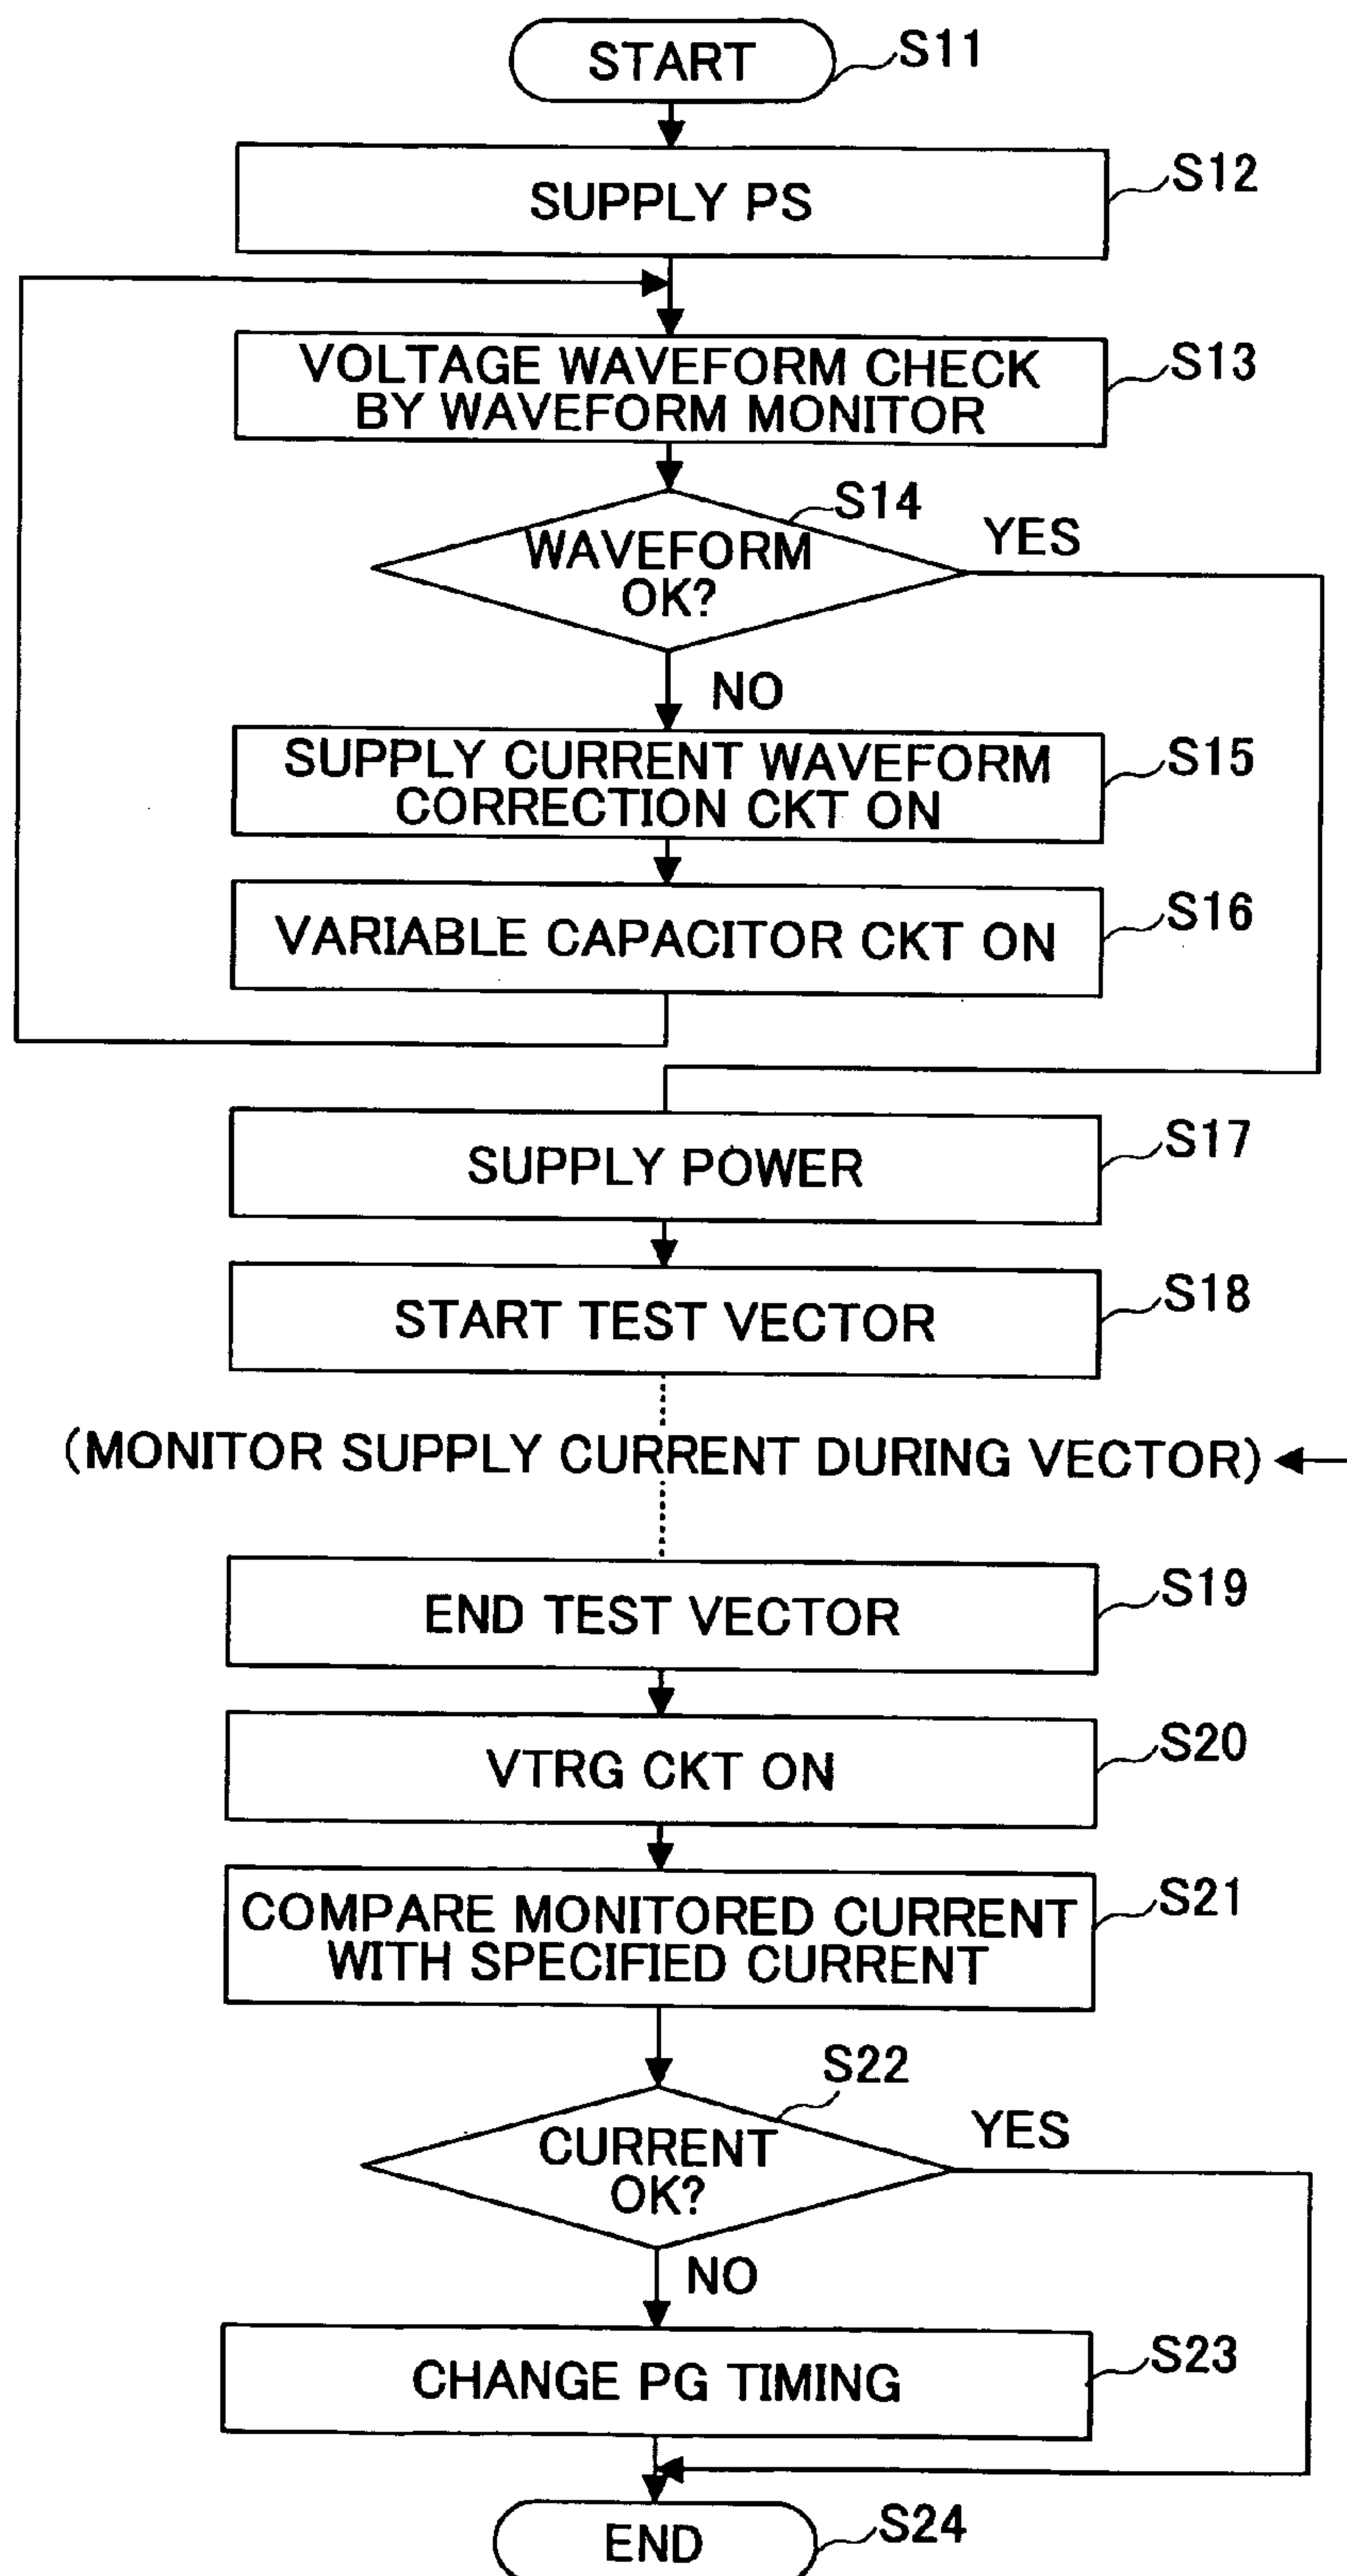 START
S11
SUPPLY PS
S12
VOLTAGE WAVEFORM CHECK
BY WAVEFORM MONITOR
S13
S14
WAVEFORM
OK?
YES
NO
SUPPLY CURRENT WAVEFORM
CORRECTION CKT ON
S15
VARIABLE CAPACITOR CKT ON
S16
SUPPLY POWER
S17
START TEST VECTOR
S18
(MONITOR SUPPLY CURRENT DURING VECTOR)
END TEST VECTOR
S19
VTRG CKT ON
S20
COMPARE MONITORED CURRENT
WITH SPECIFIED CURRENT
S21
S22
CURRENT
OK?
YES
NO
CHANGE PG TIMING
S23
END
S24